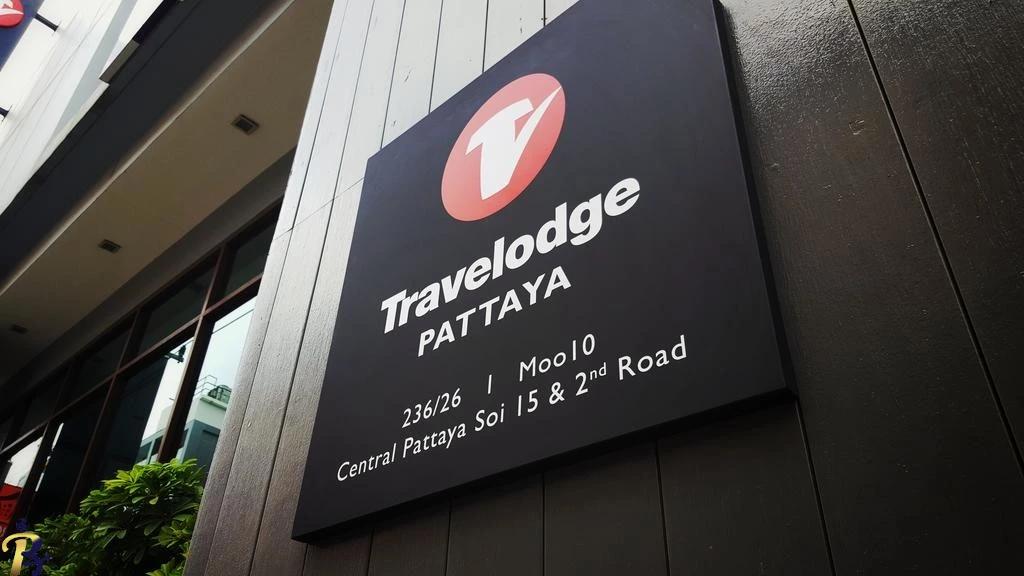 Travelodge
PATTAYA
236/26 | Moo10
Central Pattaya Soi 15 & 2nd Road